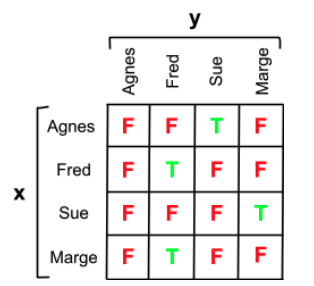 y
Agnes Fred Sue Marge
x
Agnes F F T F
Fred F T F F
Sue F F F T
Marge F T F F